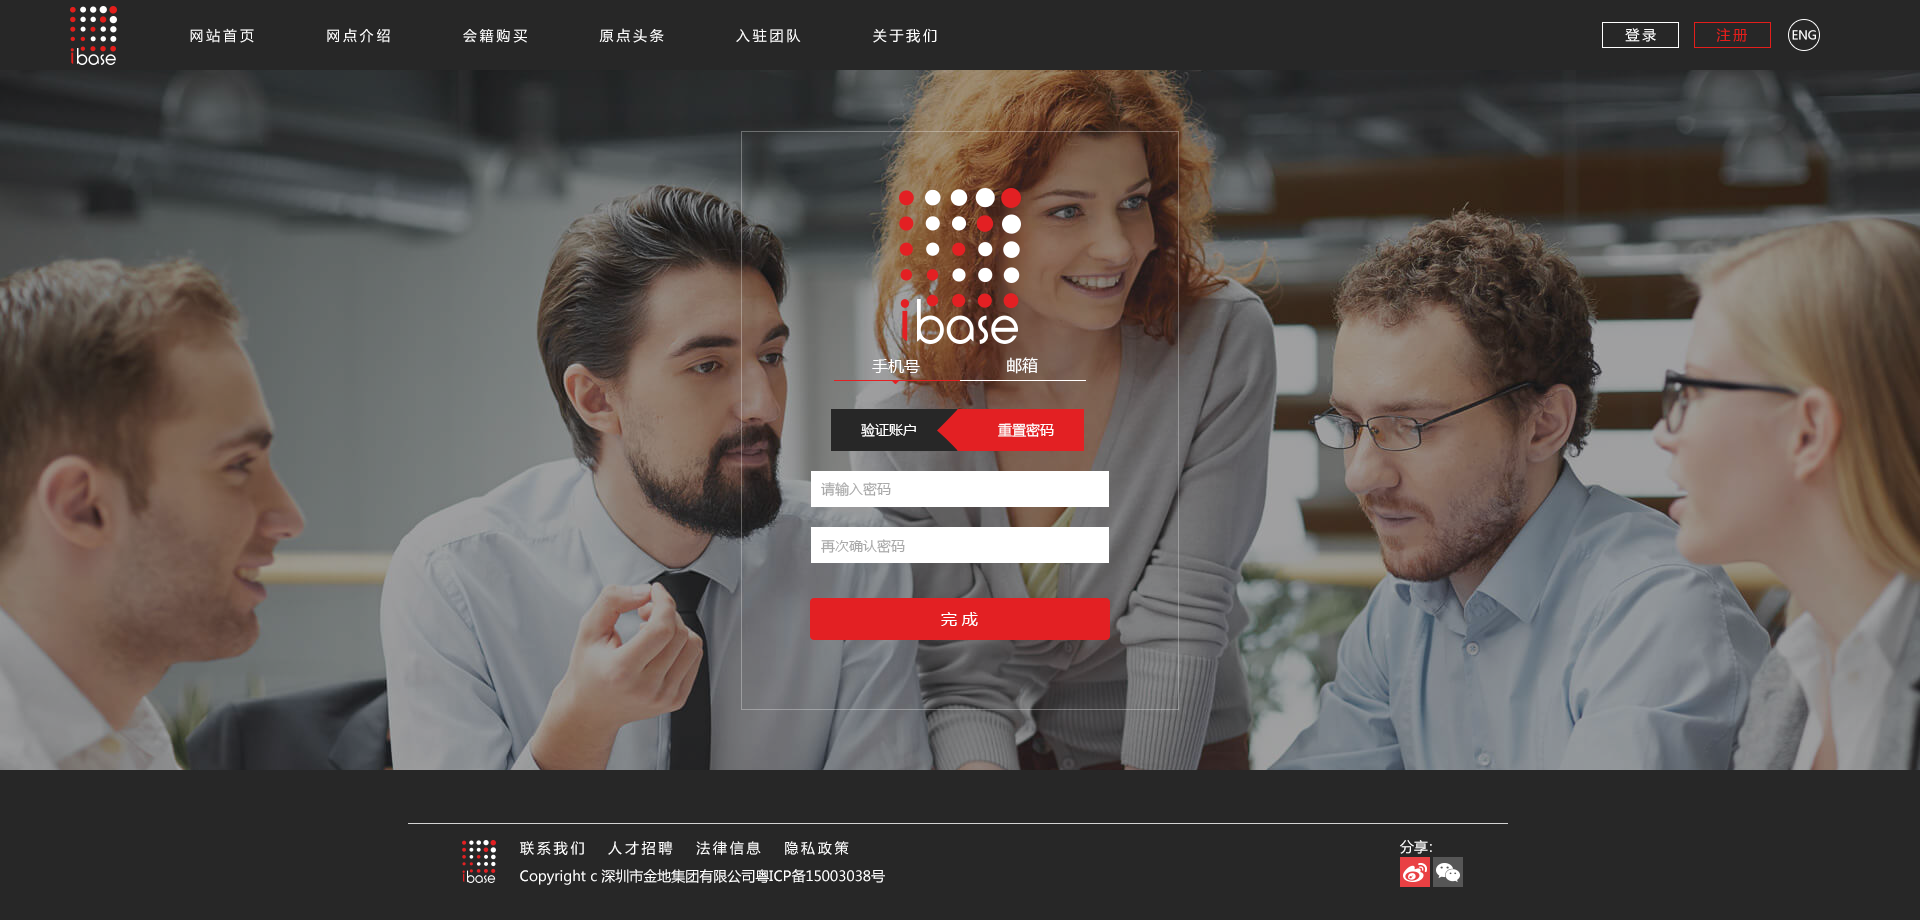 ibase
网站首页 网点介绍 会籍购买 原点头条 入驻团队 关于我们 登录 注册 ENG
ibase
手机号 邮箱
验证账户 重置密码
请输入密码
再次确认密码
完成
联系我们 人才招聘 法律信息 隐私政策
ibase
Copyright c 深圳市金地集团有限公司粤ICP备15003038号
分享: